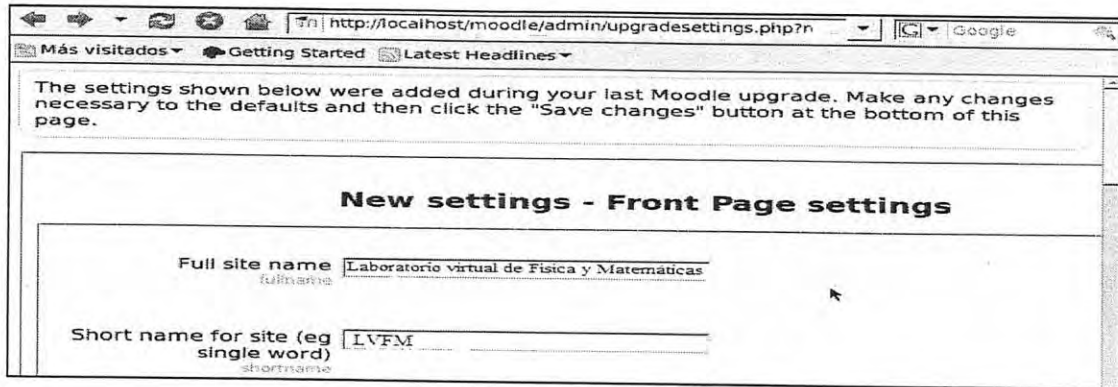 http://localhost/moodle/admin/upgradesettings.php?n G Google
Más visitados Getting Started Latest Headlines
The settings shown below were added during your last Moodle upgrade. Make any changes
necessary to the defaults and then click the "Save changes" button at the bottom of this
page.
New settings - Front Page settings
Full site name Laboratorio virtual de Física y Matemáticas
fullname
Short name for site (eg LVFM
single word)
shortname